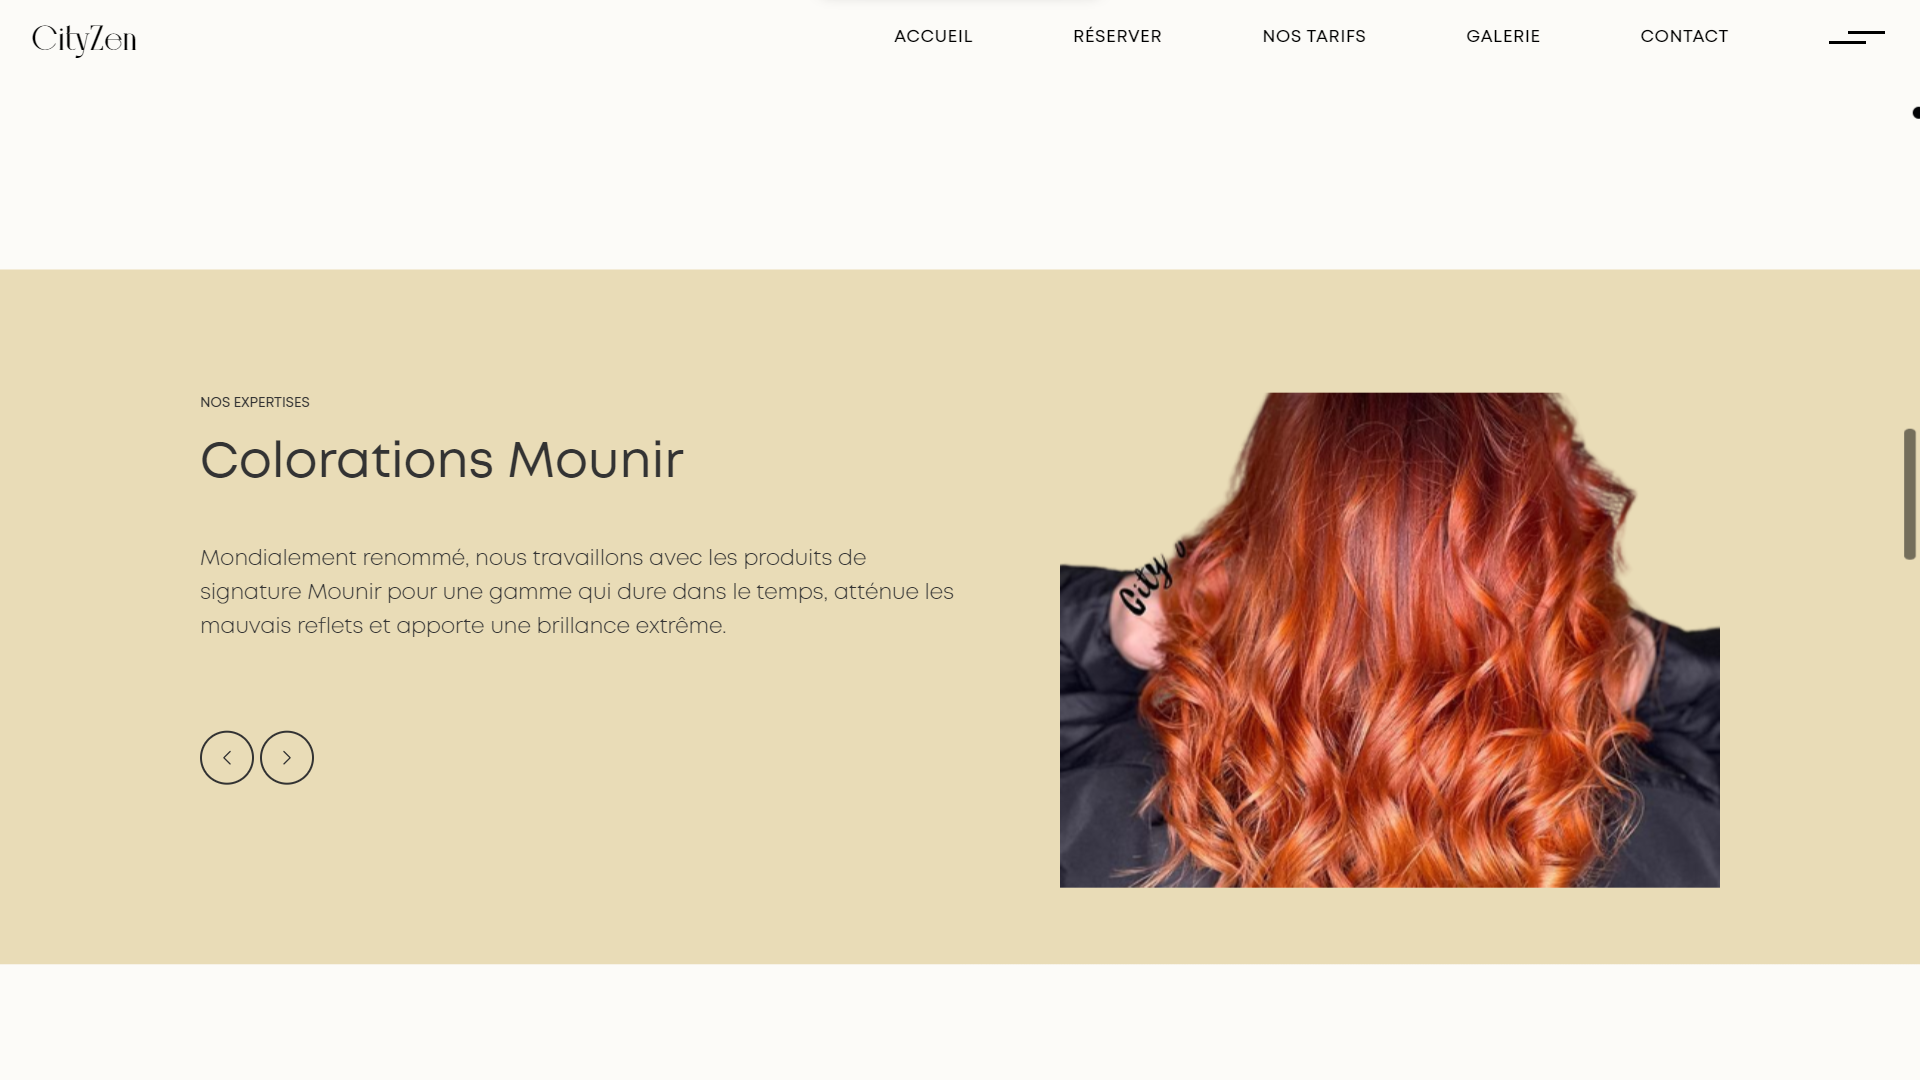 CityZen
ACCUEIL
RÉSERVER
NOS TARIFS
GALERIE
CONTACT
NOS EXPERTISES
Colorations Mounir
Mondialement renommé, nous travaillons avec les produits de
signature Mounir pour une gamme qui dure dans le temps, atténue les
mauvais reflets et apporte une brillance extrême.
City